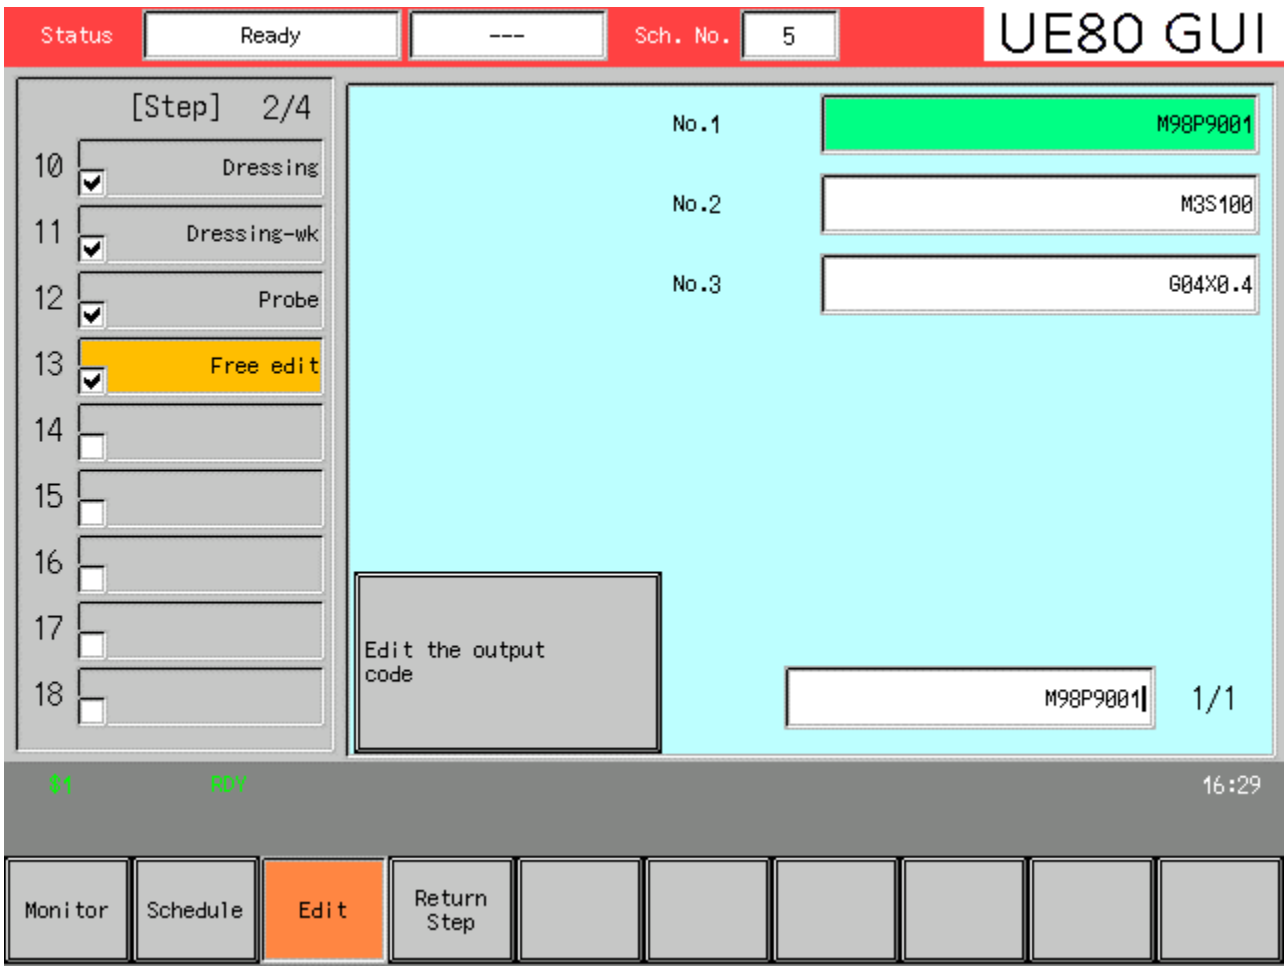 Status Ready --- Sch. No. 5 UE80 GUI
[Step] 2/4
10 Dressing
11 Dressing-wk
12 Probe
13 Free edit
14
15
16
17
18
No.1 M98P9001
No.2 M3S100
No.3 G04X0.4
Edit the output
code
M98P9001 1/1
$1 RDY 16:29
Monitor Schedule Edit Return
Step